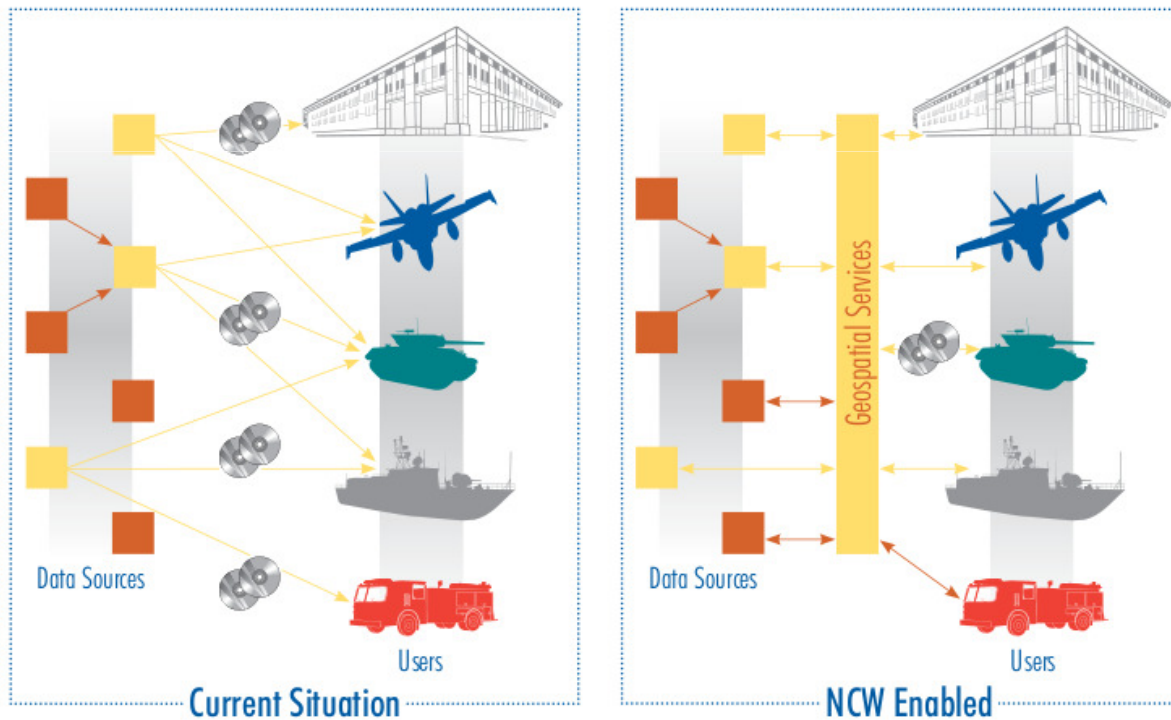 Data Sources
Users
Current Situation
Geospatial Services
Data Sources
Users
NCW Enabled